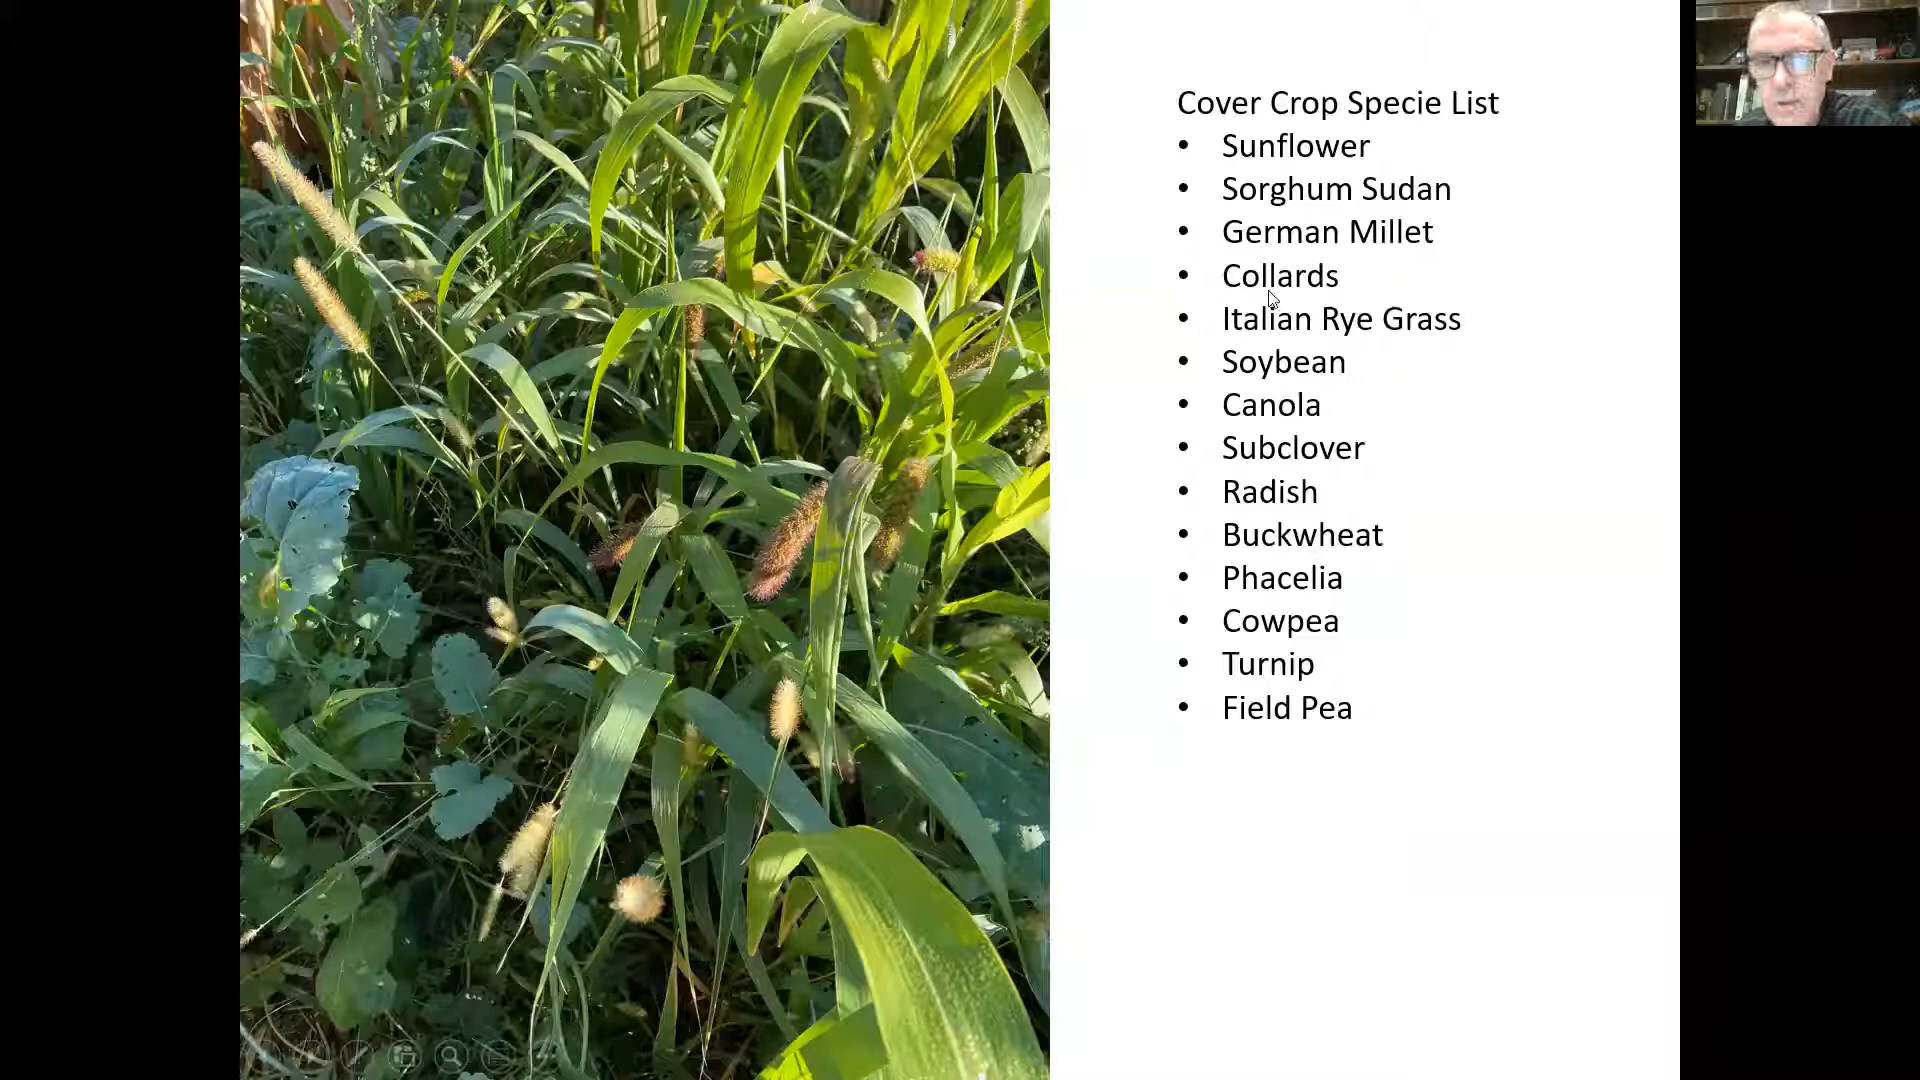 Cover Crop Specie List
• Sunflower
• Sorghum Sudan
• German Millet
• Collards
• Italian Rye Grass
• Soybean
• Canola
• Subclover
• Radish
• Buckwheat
• Phacelia
• Cowpea
• Turnip
• Field Pea